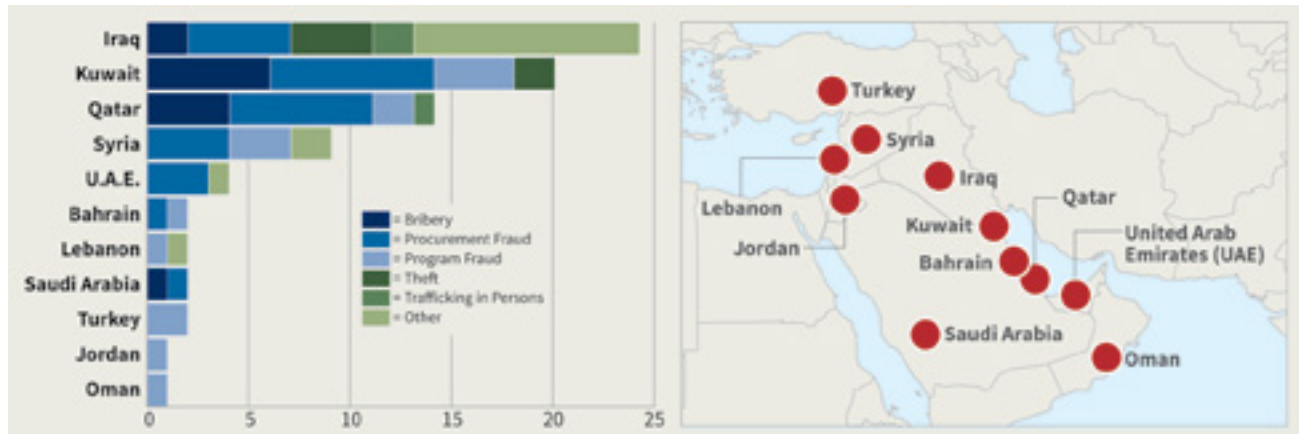 Iraq
Kuwait
Qatar
Syria
U.A.E.
Bahrain
Lebanon
Saudi Arabia
Turkey
Jordan
Oman
0 5 10 15 20 25
= Bribery
= Procurement Fraud
= Program Fraud
= Theft
= Trafficking in Persons
= Other
Turkey
Syria
Iraq
Lebanon
Qatar
Kuwait
Jordan
United Arab
Emirates (UAE)
Bahrain
Saudi Arabia
Oman